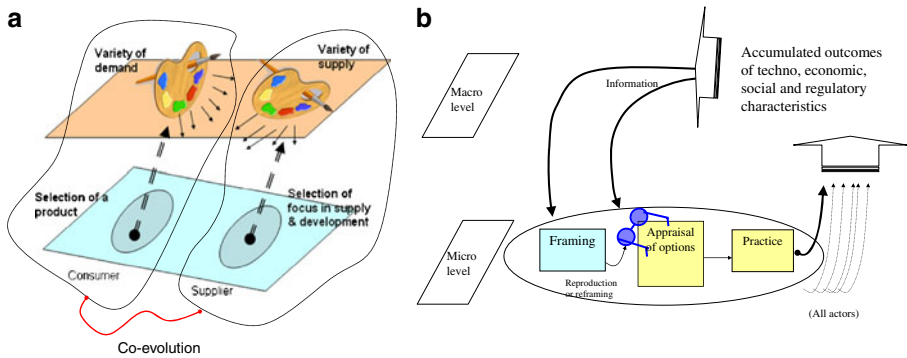 a
Variety of
demand
Variety of
supply
Selection of a
product
Selection of
focus in supply
& development
Consumer
Supplier
Co-evolution
b
Macro
level
Information
Accumulated outcomes
of techno, economic,
social and regulatory
characteristics
Micro
level
Framing
Appraisal
of options
Practice
Reproduction
or reframing
(All actors)